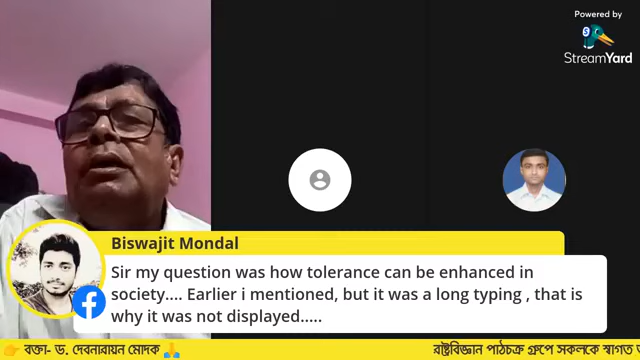 Powered by
StreamYard
Biswajit Mondal
Sir my question was how tolerance can be enhanced in
society.... Earlier i mentioned, but it was a long typing , that is
why it was not displayed.....
👉 বক্তা- ড. দেবনারায়ন মোদক 🙏 রাষ্ট্রবিজ্ঞান পাঠচক্র গ্রুপে সকলকে স্বাগত